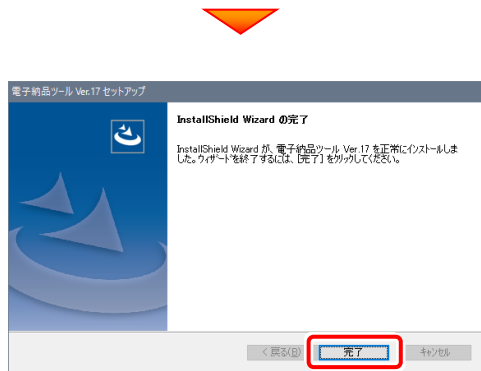 電子納品ツール Ver.17 セットアップ
InstallShield Wizard の完了
InstallShield Wizard が、電子納品ツール Ver.17 を正常にインストールしま
した。ウィザードを終了するには、[完了] をクリックしてください。
< 戻る(B)
完了
キャンセル